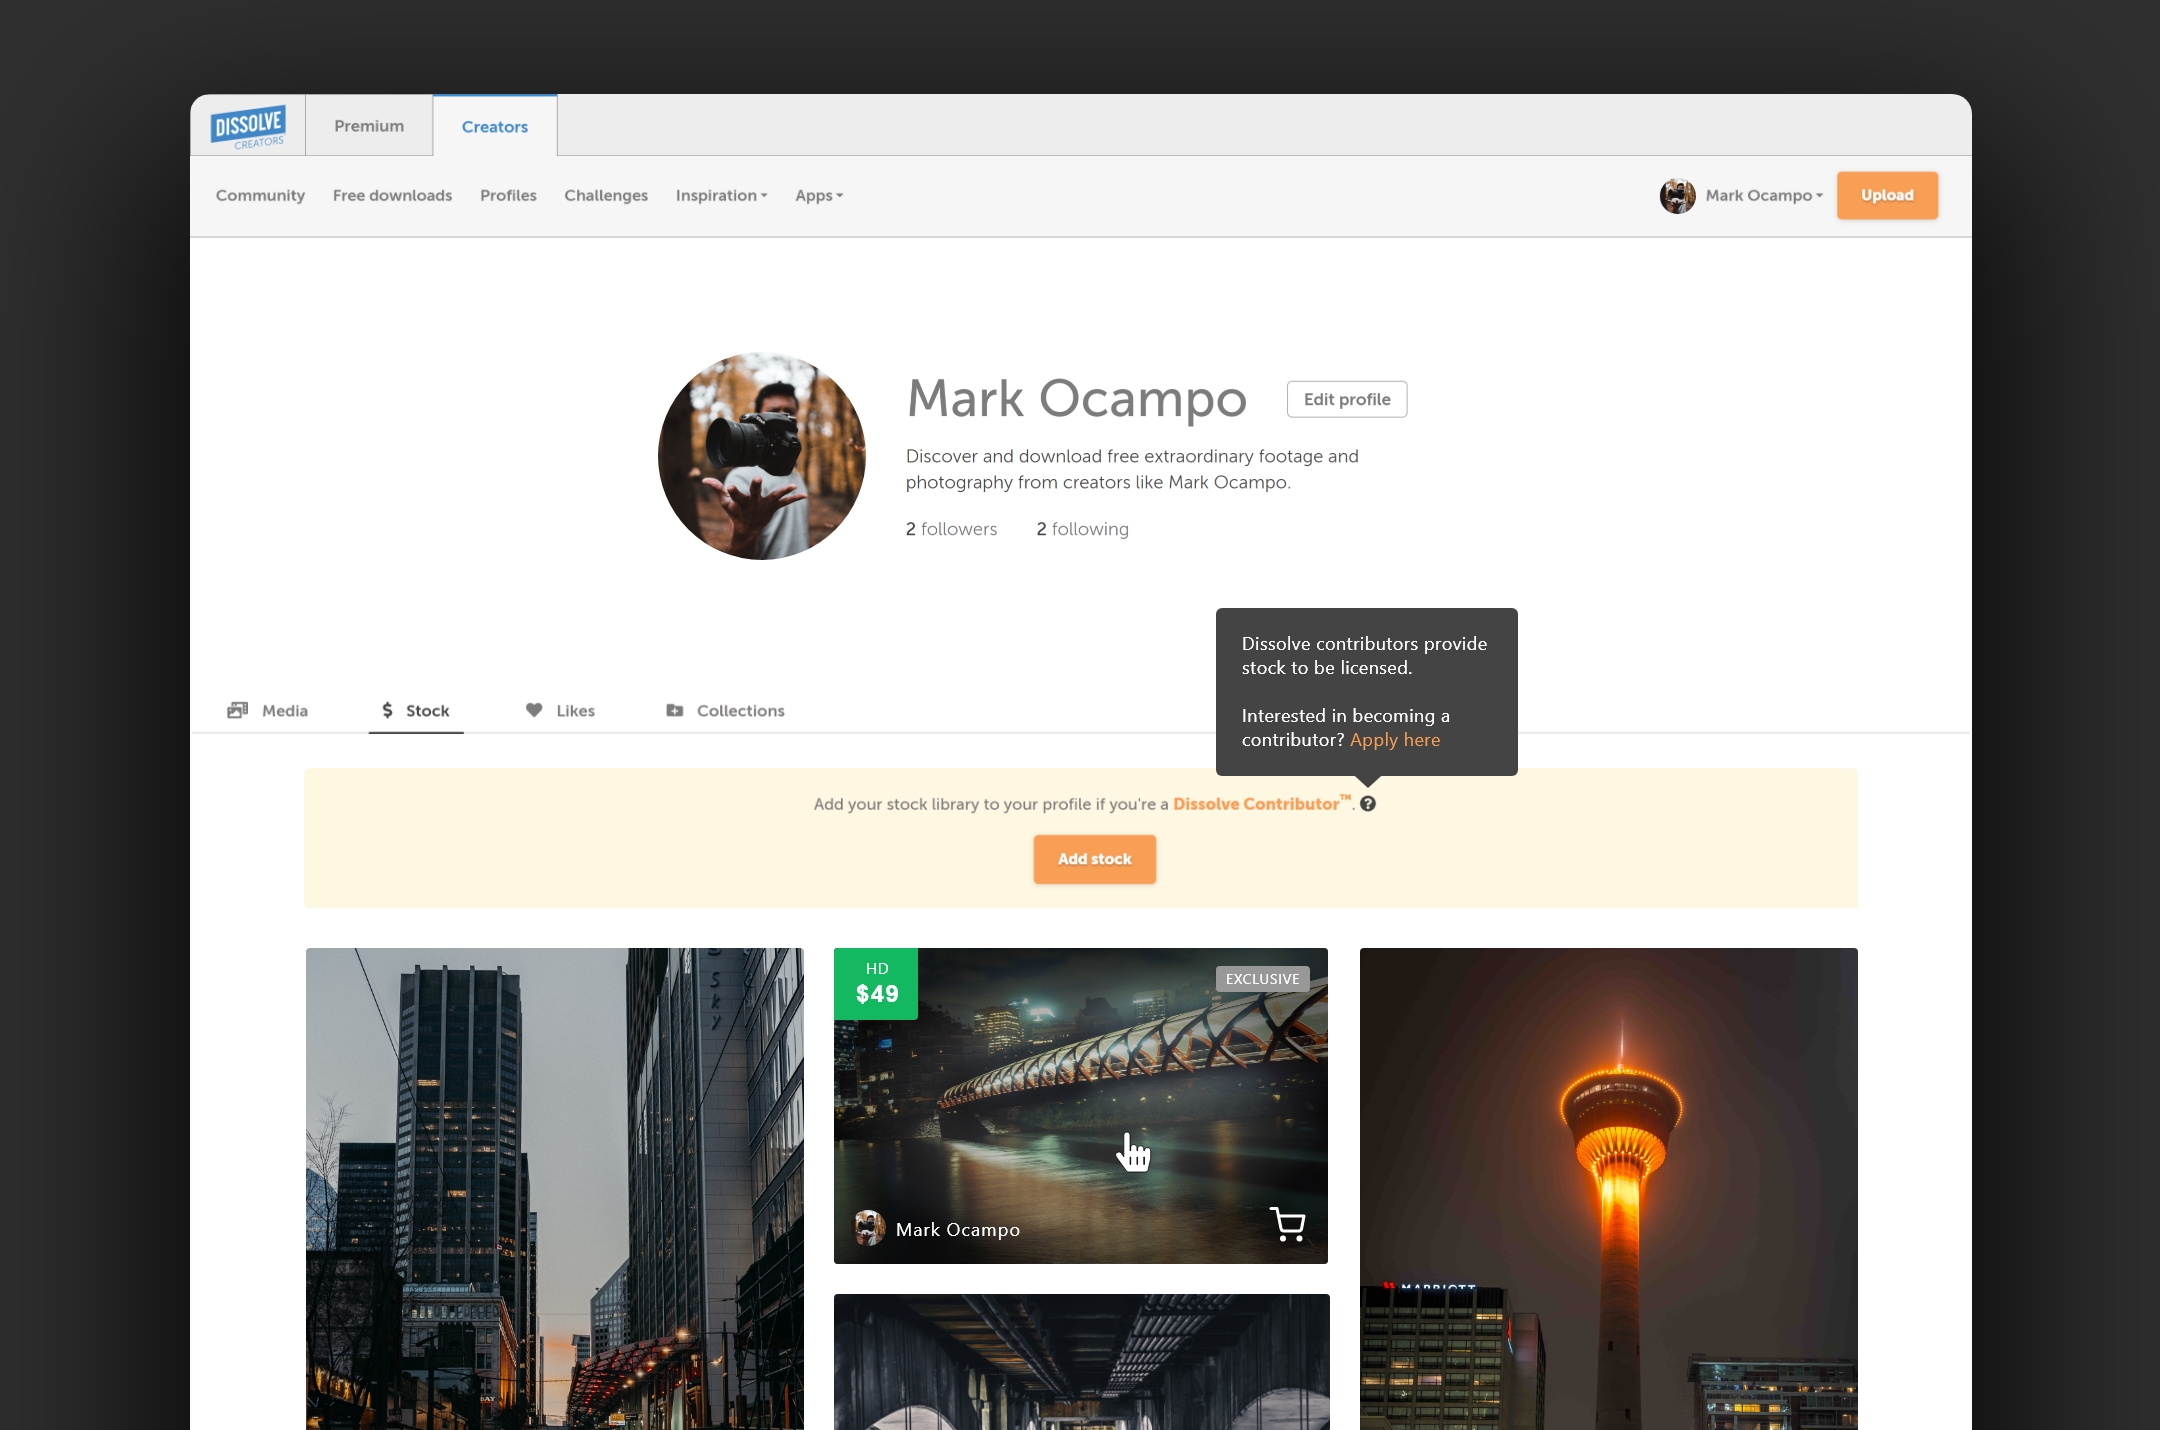 DISSOLVE
CREATORS
Premium
Creators
Community
Free downloads
Profiles
Challenges
Inspiration
Apps
Mark Ocampo
Upload
Mark Ocampo
Edit profile
Discover and download free extraordinary footage and
photography from creators like Mark Ocampo.
2 followers
2 following
Dissolve contributors provide
stock to be licensed.
Interested in becoming a
contributor? Apply here
Media
$ Stock
Likes
Collections
Add your stock library to your profile if you're a Dissolve Contributor™. ?
Add stock
HD
$49
EXCLUSIVE
Mark Ocampo
Sky
MARRIOTT